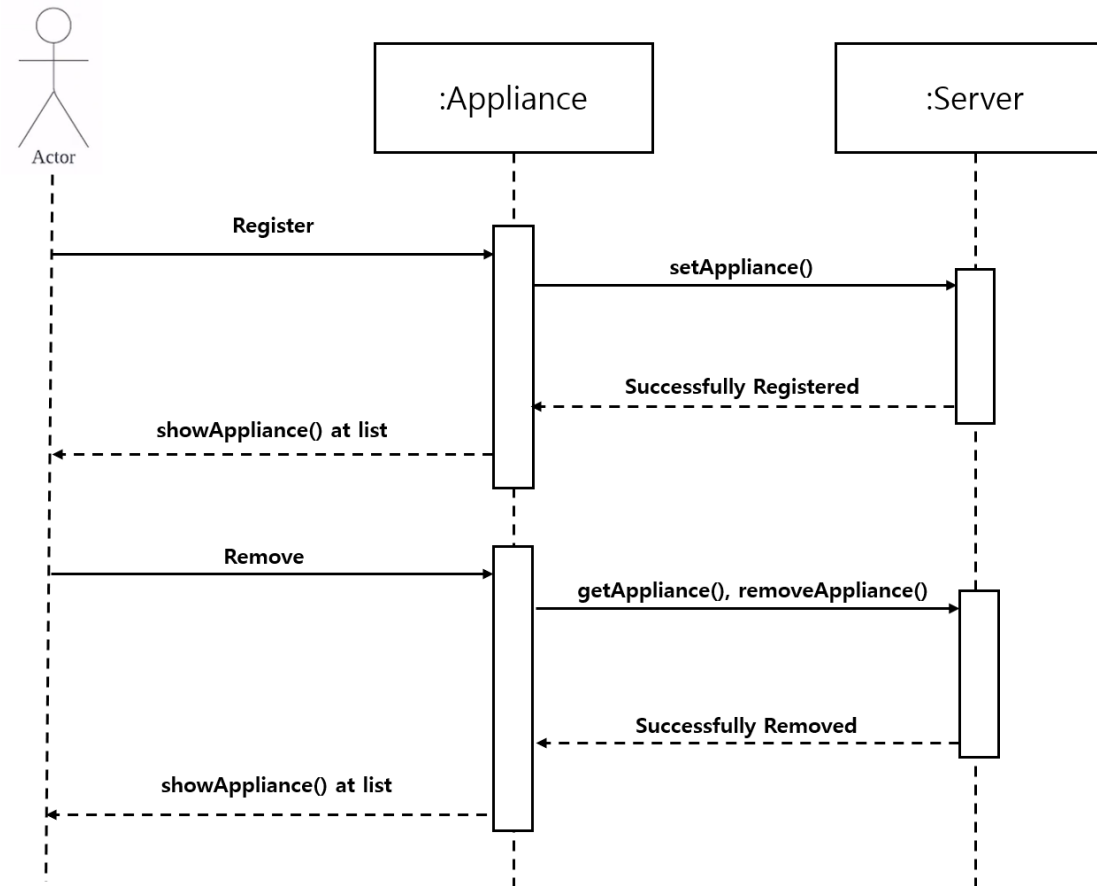 :Appliance
:Server
Actor
Register
setAppliance()
Successfully Registered
showAppliance() at list
Remove
getAppliance(), removeAppliance()
Successfully Removed
showAppliance() at list